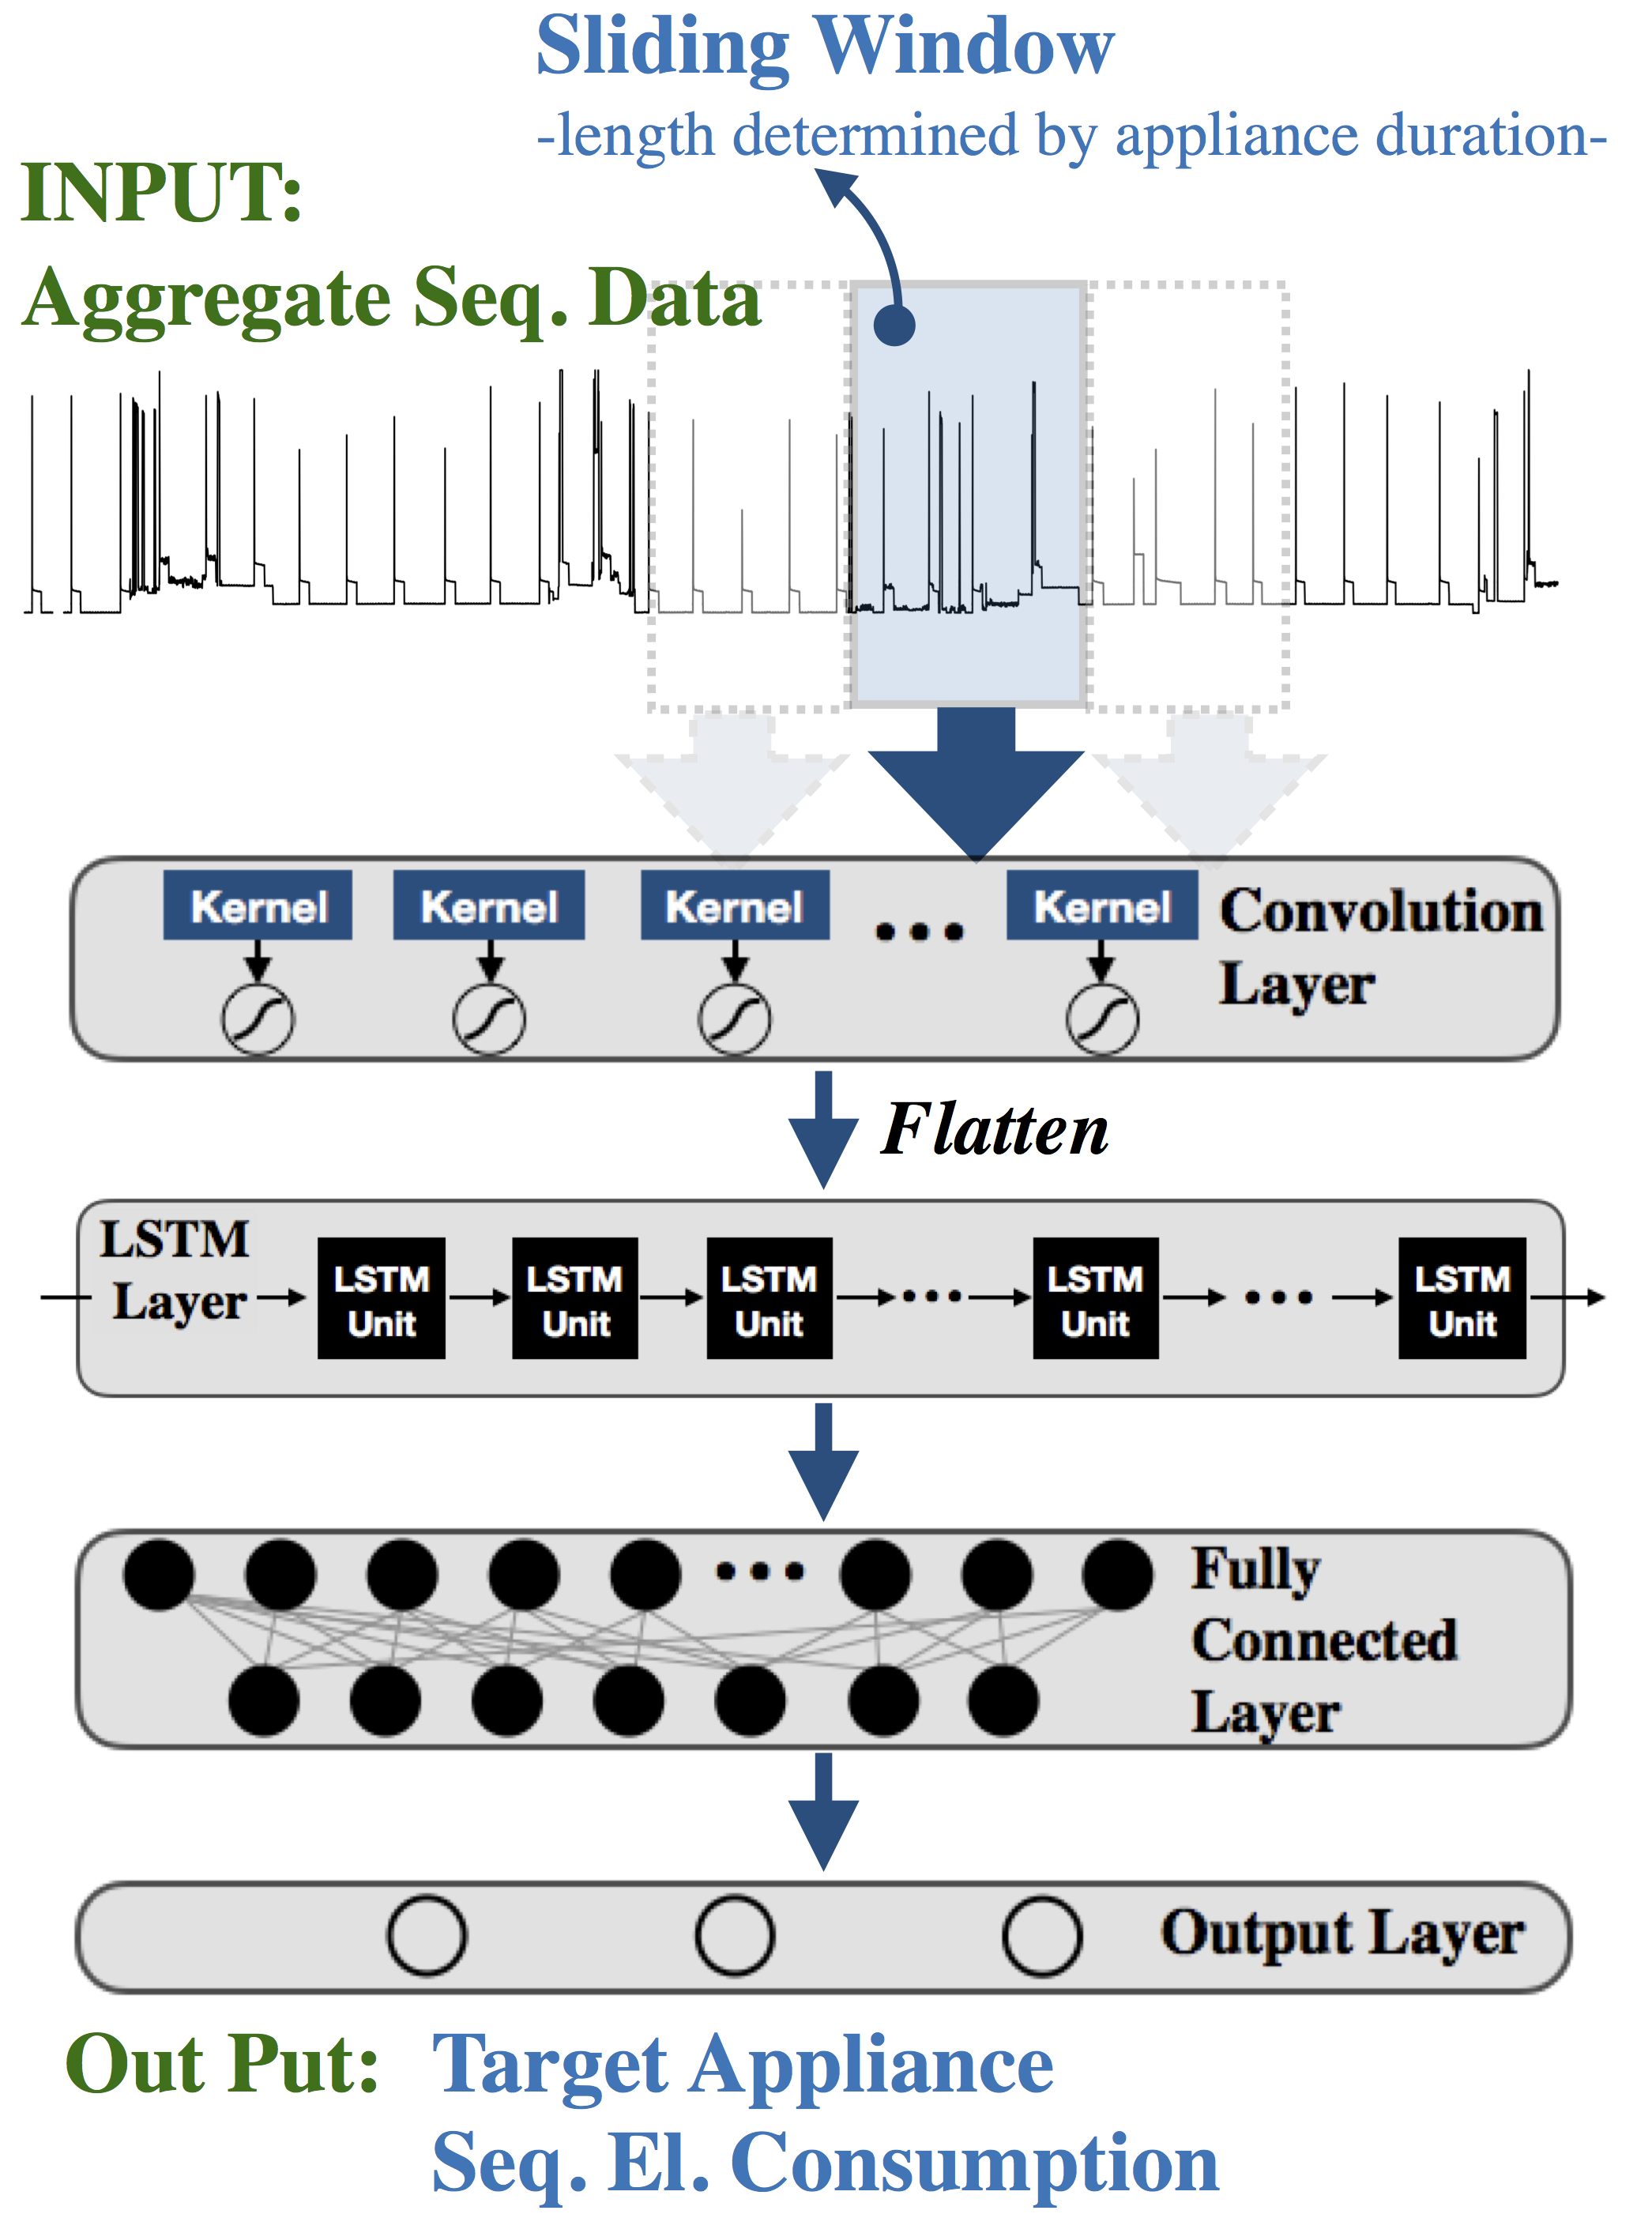 Sliding Window
-length determined by appliance duration-
INPUT:
Aggregate Seq. Data
Kernel Kernel Kernel ... Kernel
Convolution
Layer
Flatten
LSTM
Layer
LSTM
Unit
LSTM
Unit
LSTM
Unit
...
LSTM
Unit
...
LSTM
Unit
...
Fully
Connected
Layer
Output Layer
Out Put: Target Appliance
Seq. El. Consumption